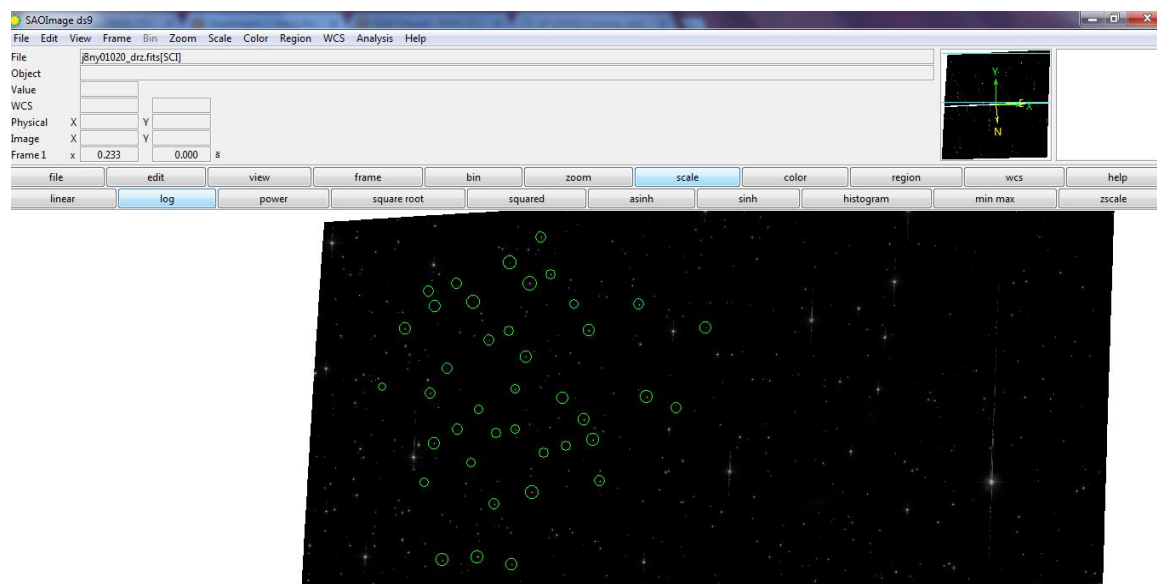 SAOImage ds9
File Edit View Frame Bin Zoom Scale Color Region WCS Analysis Help
File j8ny01020_drz.fits[SCI]
Object
Value
WCS
Physical X Y
Image X Y
Frame 1 x 0.233 0.000
Y
E X
N
file edit view frame bin zoom scale color region wcs help
linear log power square root squared asinh sinh histogram min max zscale